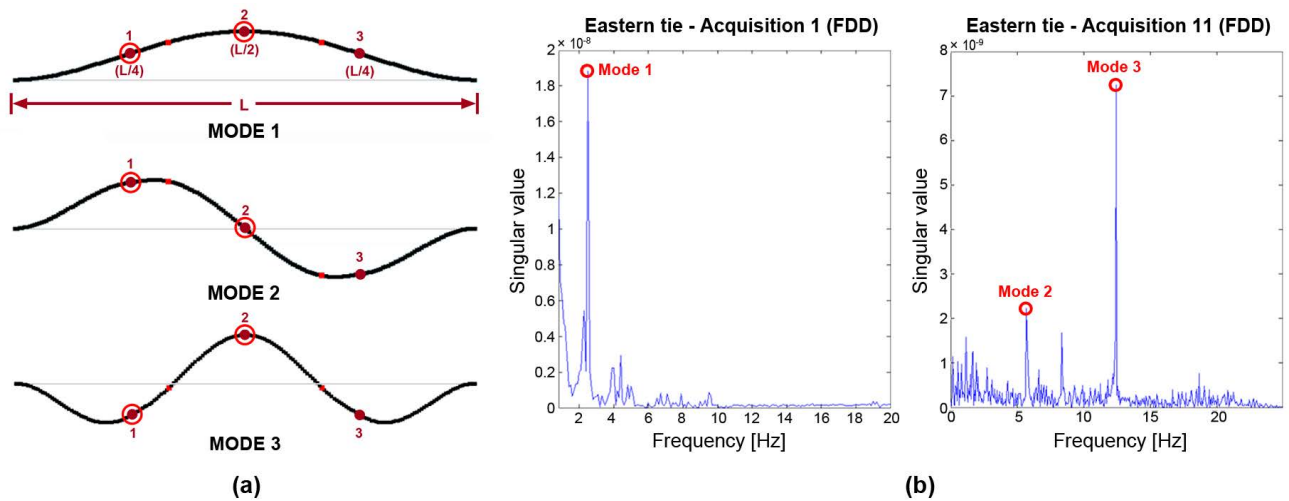 2
1
3
(L/2)
(L/4)
(L/4)
L
MODE 1
1
2
3
MODE 2
2
1
3
MODE 3
(a)
Eastern tie - Acquisition 1 (FDD)
× 10⁻⁸
2
1.8
1.6
1.4
1.2
1
0.8
0.6
0.4
0.2
0
Singular value
Mode 1
2 4 6 8 10 12 14 16 18 20
Frequency [Hz]
Eastern tie - Acquisition 11 (FDD)
8 × 10⁻⁹
7
6
5
4
3
2
1
0
Singular value
Mode 3
Mode 2
0 5 10 15 20
Frequency [Hz]
(b)